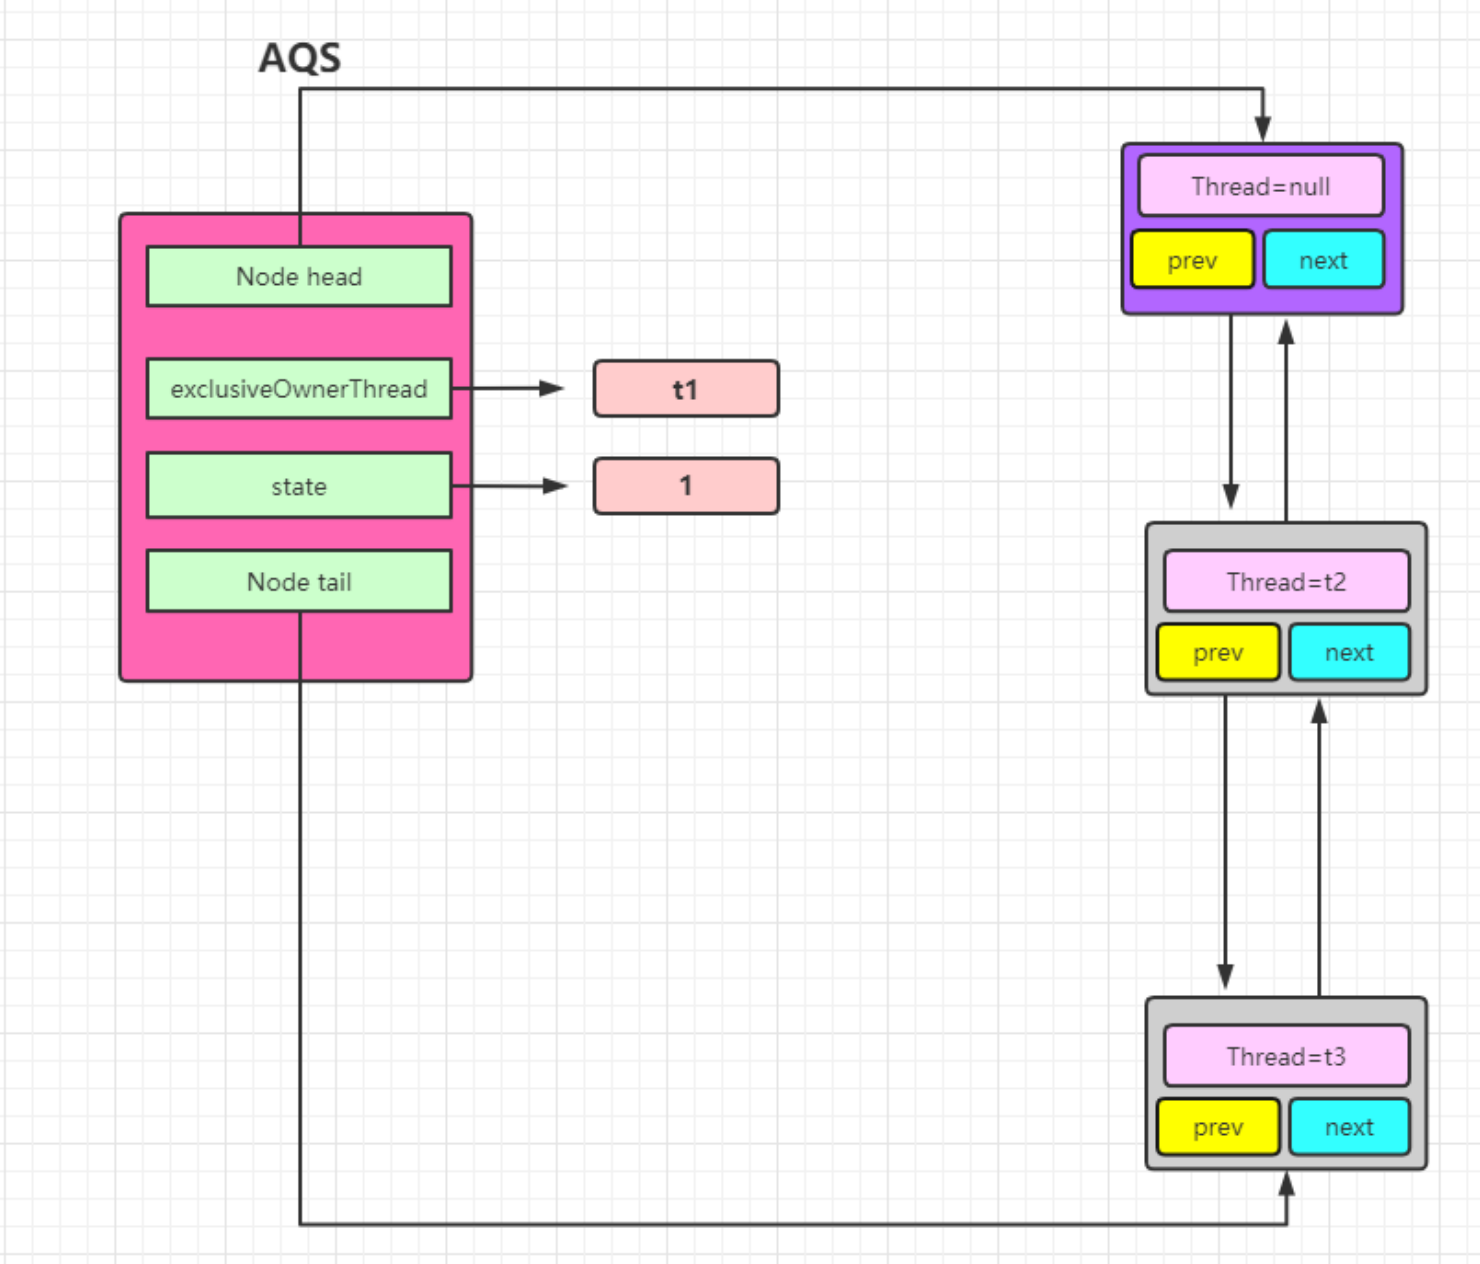 AQS
Node head
exclusiveOwnerThread
state
Node tail
t1
1
Thread=null
prev
next
Thread=t2
prev
next
Thread=t3
prev
next